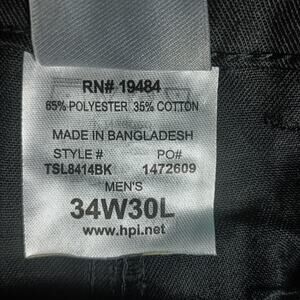 RN# 19484
65% POLYESTER 35% COTTON
MADE IN BANGLADESH
STYLE # PO#
TSL8414BK 1472609
MEN'S
34W30L
www.hpi.net